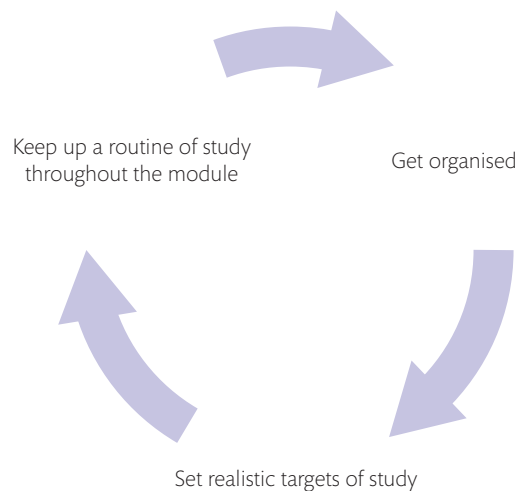 Keep up a routine of study
throughout the module
Get organised
Set realistic targets of study